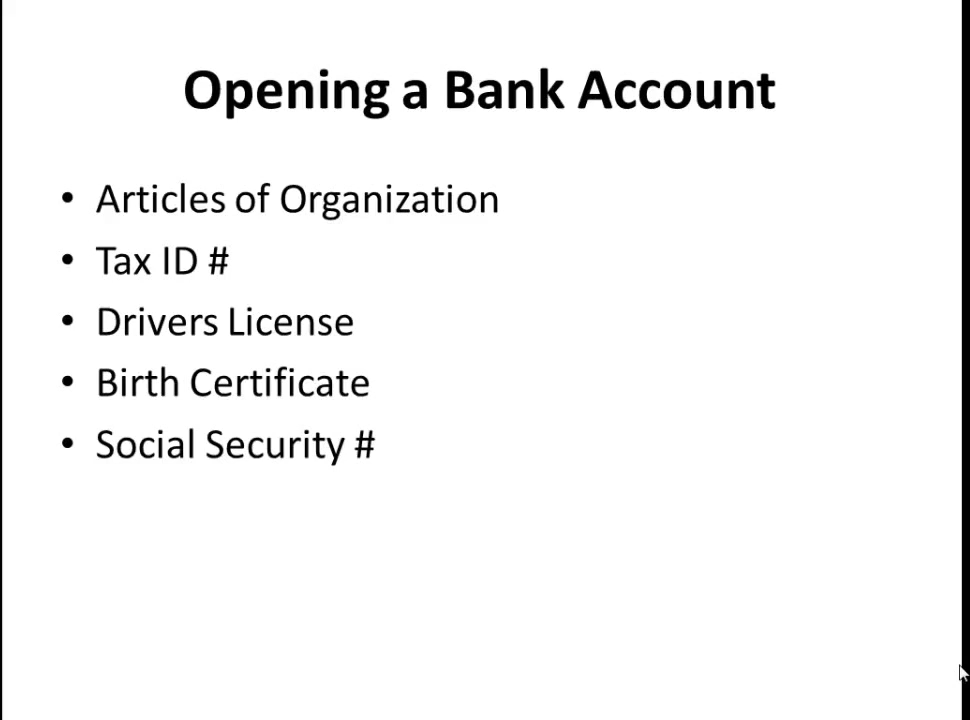 Opening a Bank Account
• Articles of Organization
• Tax ID #
• Drivers License
• Birth Certificate
• Social Security #